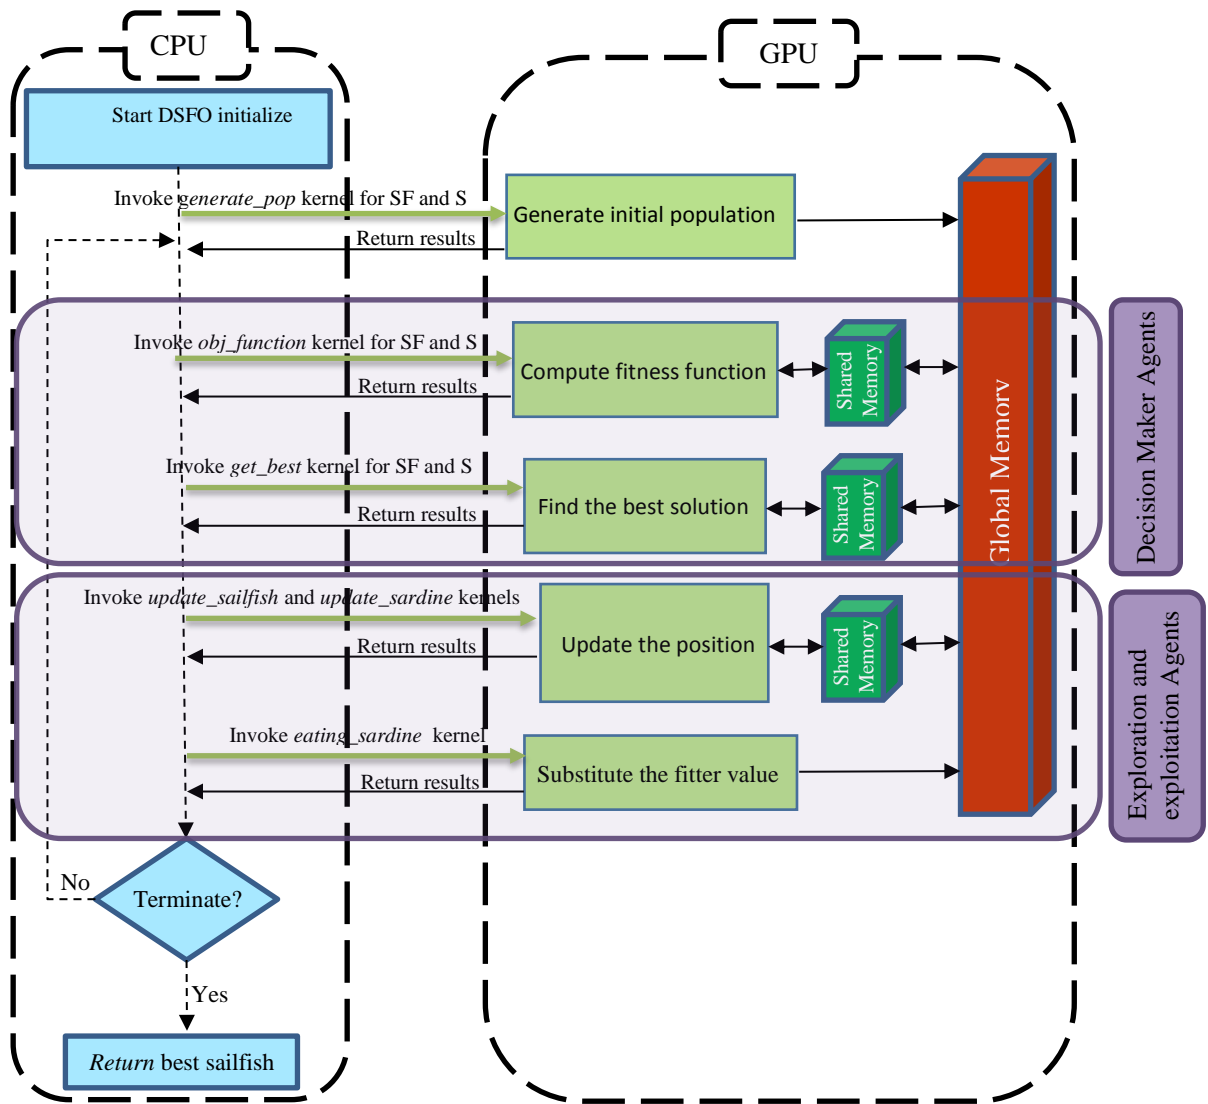 CPU
GPU
Start DSFO initialize
Invoke generate_pop kernel for SF and S
Generate initial population
Return results
Invoke obj_function kernel for SF and S
Compute fitness function
Return results
Shared
Memory
Invoke get_best kernel for SF and S
Find the best solution
Return results
Shared
Memory
Global Memory
Decision Maker Agents
Invoke update_sailfish and update_sardine kernels
Update the position
Return results
Shared
Memory
Invoke eating_sardine kernel
Substitute the fitter value
Return results
Exploration and
exploitation Agents
No
Terminate?
Yes
Return best sailfish